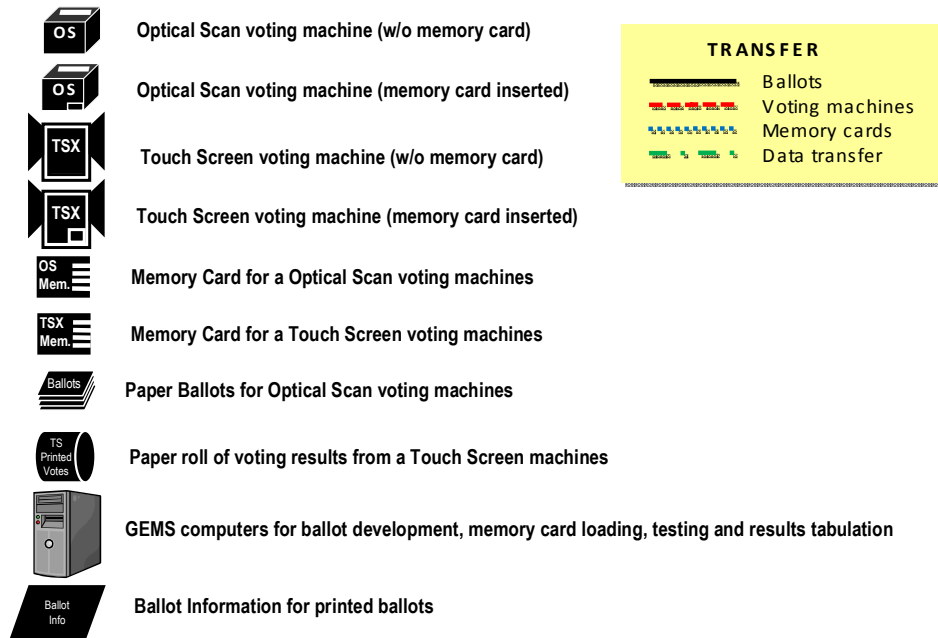 OS
Optical Scan voting machine (w/o memory card)
OS
Optical Scan voting machine (memory card inserted)
TSX
Touch Screen voting machine (w/o memory card)
TSX
Touch Screen voting machine (memory card inserted)
OS
Mem.
Memory Card for a Optical Scan voting machines
TSX
Mem.
Memory Card for a Touch Screen voting machines
Ballots
Paper Ballots for Optical Scan voting machines
TS
Printed
Votes
Paper roll of voting results from a Touch Screen machines
GEMS computers for ballot development, memory card loading, testing and results tabulation
Ballot
Info
Ballot Information for printed ballots
TRANSFER
Ballots
Voting machines
Memory cards
Data transfer